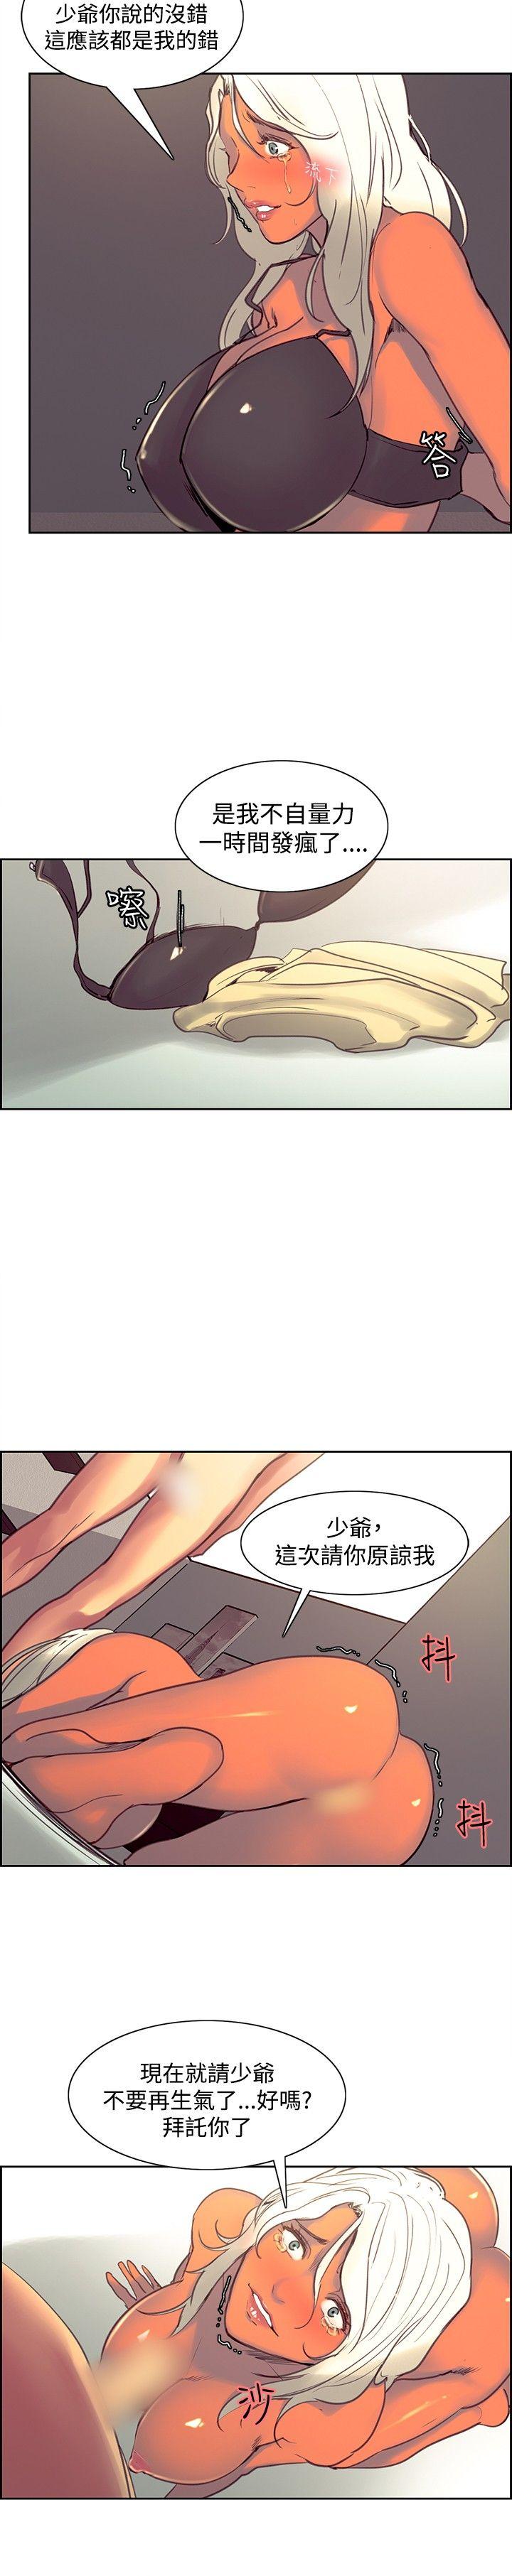 少爺你說的沒錯
這應該都是我的錯
流下
答
是我不自量力
一時間發瘋了....
嚓
少爺，
這次請你原諒我
抖
抖
現在就請少爺
不要再生氣了...好嗎?
拜託你了
沙